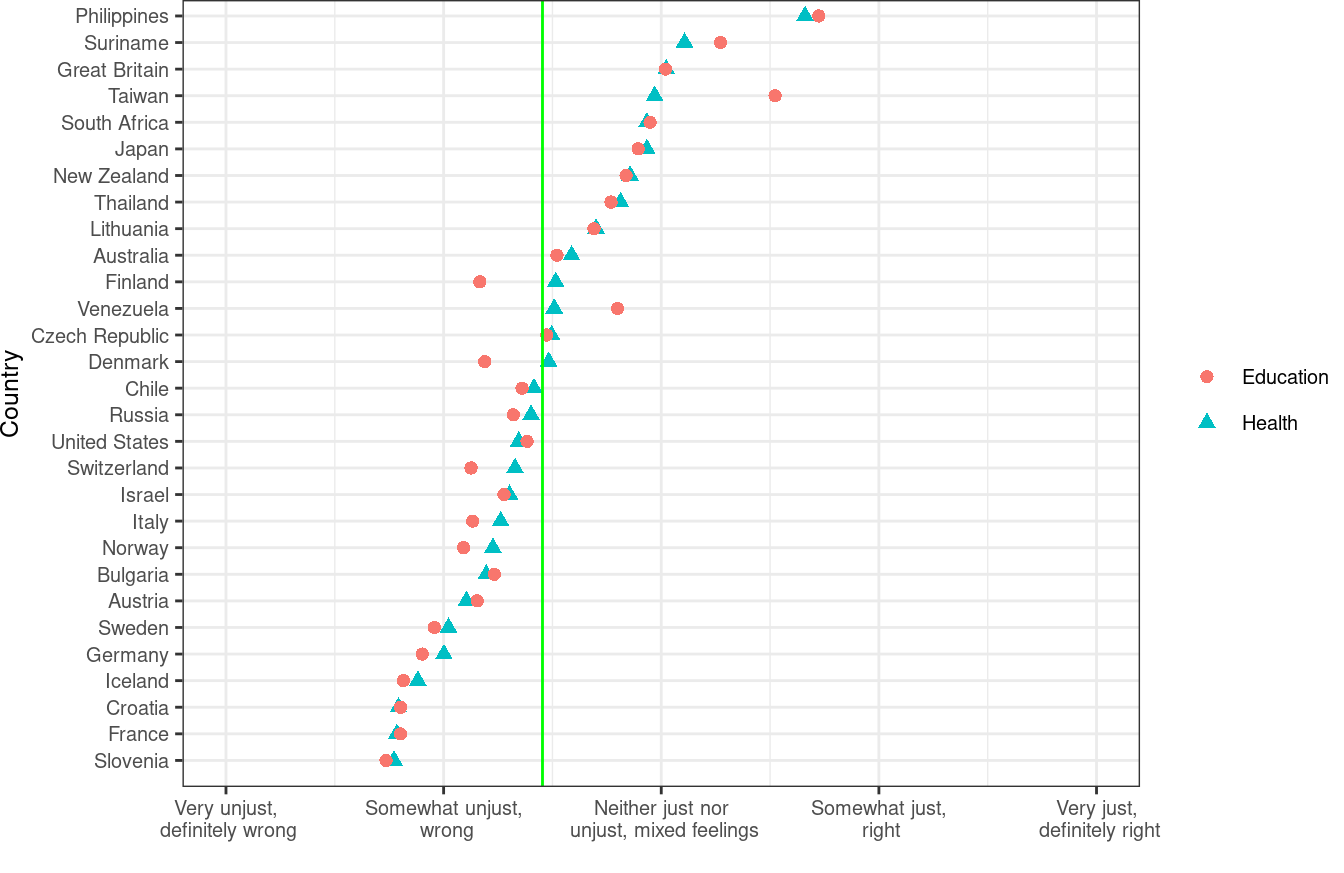 Philippines
Suriname
Great Britain
Taiwan
South Africa
Japan
New Zealand
Thailand
Lithuania
Australia
Finland
Venezuela
Czech Republic
Denmark
Chile
Russia
United States
Switzerland
Israel
Italy
Norway
Bulgaria
Austria
Sweden
Germany
Iceland
Croatia
France
Slovenia
Country
Very unjust,
definitely wrong
Somewhat unjust,
wrong
Neither just nor
unjust, mixed feelings
Somewhat just,
right
Very just,
definitely right
Education
Health